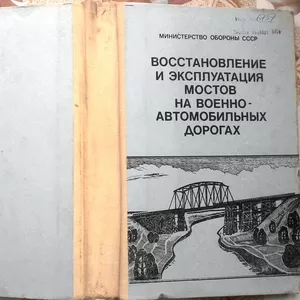 МИНИСТЕРСТВО ОБОРОНЫ СССР
ВОССТАНОВЛЕНИЕ
И ЭКСПЛУАТАЦИЯ
МОСТОВ
НА ВОЕННО-
АВТОМОБИЛЬНЫХ
ДОРОГАХ